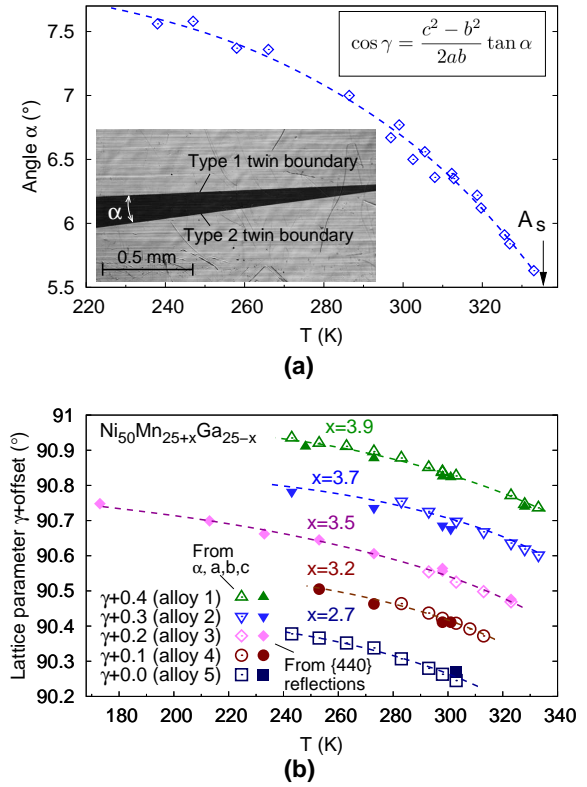 7.5
7
6.5
6
5.5
Angle α (°)
cos γ = (c² − b²) / 2ab tan α
Type 1 twin boundary
α
Type 2 twin boundary
0.5 mm
A_s
220 240 260 280 300 320
T (K)
(a)
91
90.9
90.8
90.7
90.6
90.5
90.4
90.3
90.2
Lattice parameter γ+offset (°)
Ni₅₀Mn₂₅₊ₓGa₂₅₋ₓ
x=3.9
x=3.7
x=3.5
x=3.2
x=2.7
From
α, a,b,c
γ+0.4 (alloy 1)
γ+0.3 (alloy 2)
γ+0.2 (alloy 3)
γ+0.1 (alloy 4)
γ+0.0 (alloy 5)
From {440}
reflections
180 200 220 240 260 280 300 320 340
T (K)
(b)